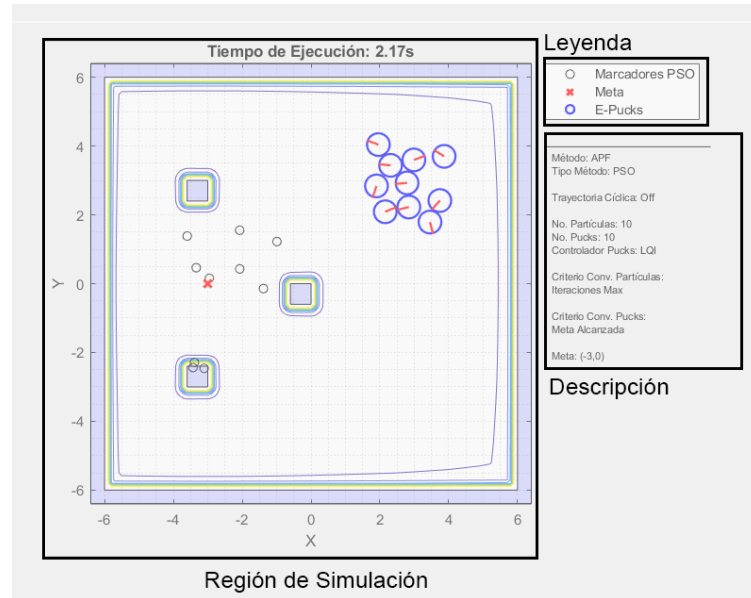 Tiempo de Ejecución: 2.17s
Leyenda
Marcadores PSO
Meta
E-Pucks
Método: APF
Tipo Método: PSO
Trayectoria Cíclica: Off
No. Partículas: 10
No. Pucks: 10
Controlador Pucks: LQI
Criterio Conv. Partículas:
Iteraciones Max
Criterio Conv. Pucks:
Meta Alcanzada
Meta: (-3,0)
Descripción
6
4
2
0
-2
-4
-6
Y
-6 -4 -2 0 2 4 6
X
Región de Simulación